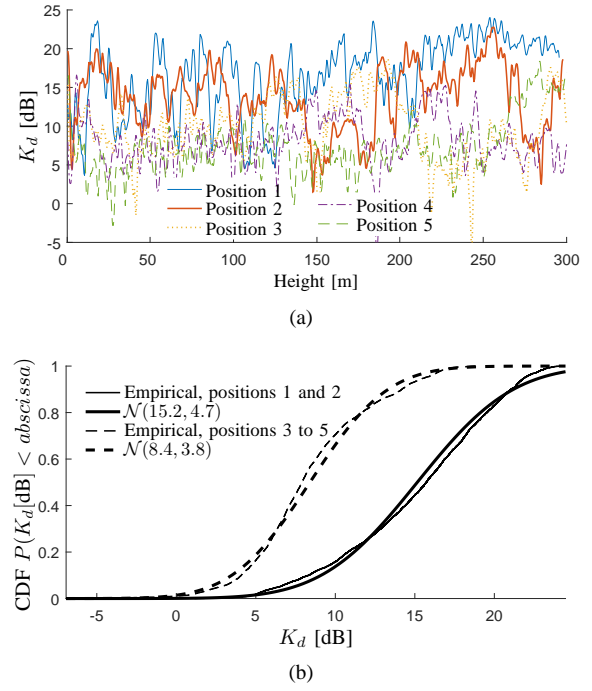 25
20
15
10
5
0
-5
K_d [dB]
Position 1
Position 2
Position 3
Position 4
Position 5
0 50 100 150 200 250 300
Height [m]
(a)
1
0.8
0.6
0.4
0.2
0
CDF P(K_d[dB] < abscissa)
Empirical, positions 1 and 2
𝒩(15.2, 4.7)
Empirical, positions 3 to 5
𝒩(8.4, 3.8)
-5 0 5 10 15 20
K_d [dB]
(b)